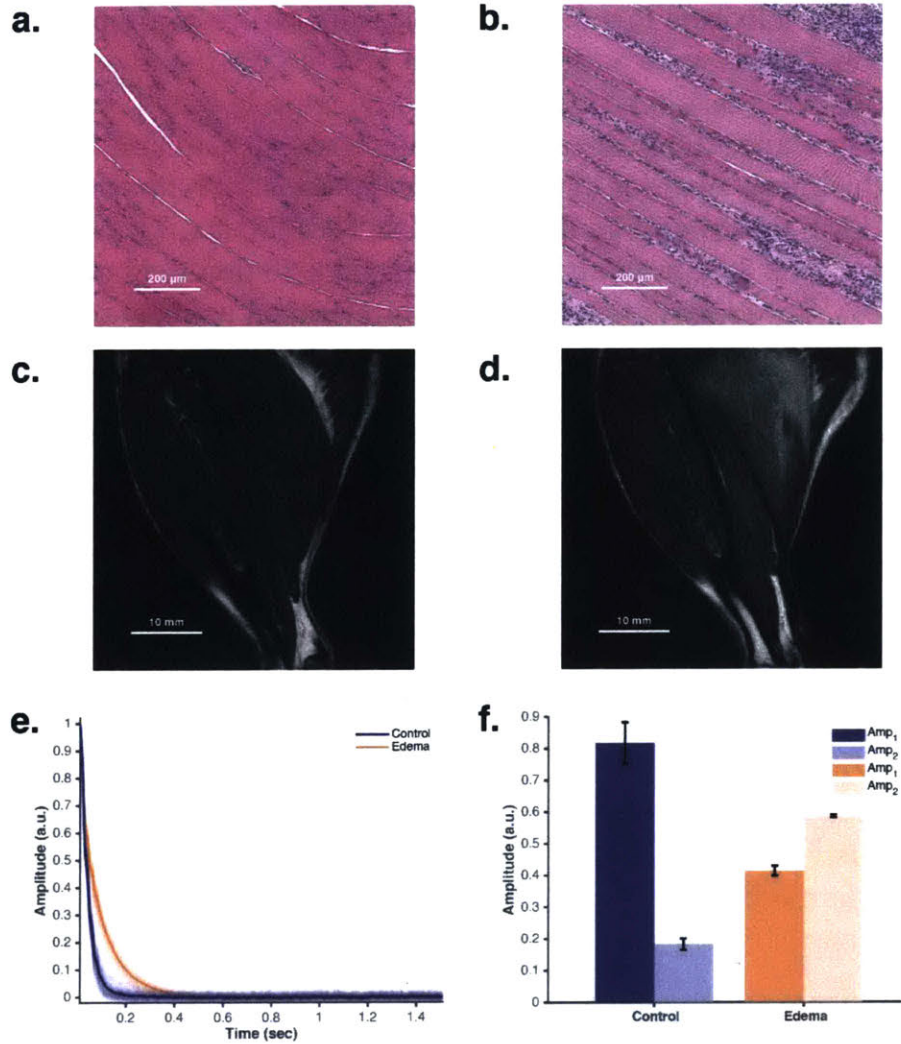 a.
b.
200 µm
200 µm
c.
d.
10 mm
10 mm
e.
f.
1
0.9
0.8
0.7
0.6
0.5
0.4
0.3
0.2
0.1
0
Amplitude (a.u.)
Control
Edema
0.2
0.4
0.6
0.8
1
1.2
1.4
Time (sec)
0.9
0.8
0.7
0.6
0.5
0.4
0.3
0.2
0.1
0
Amplitude (a.u.)
Amp1
Amp2
Amp1
Amp2
Control
Edema